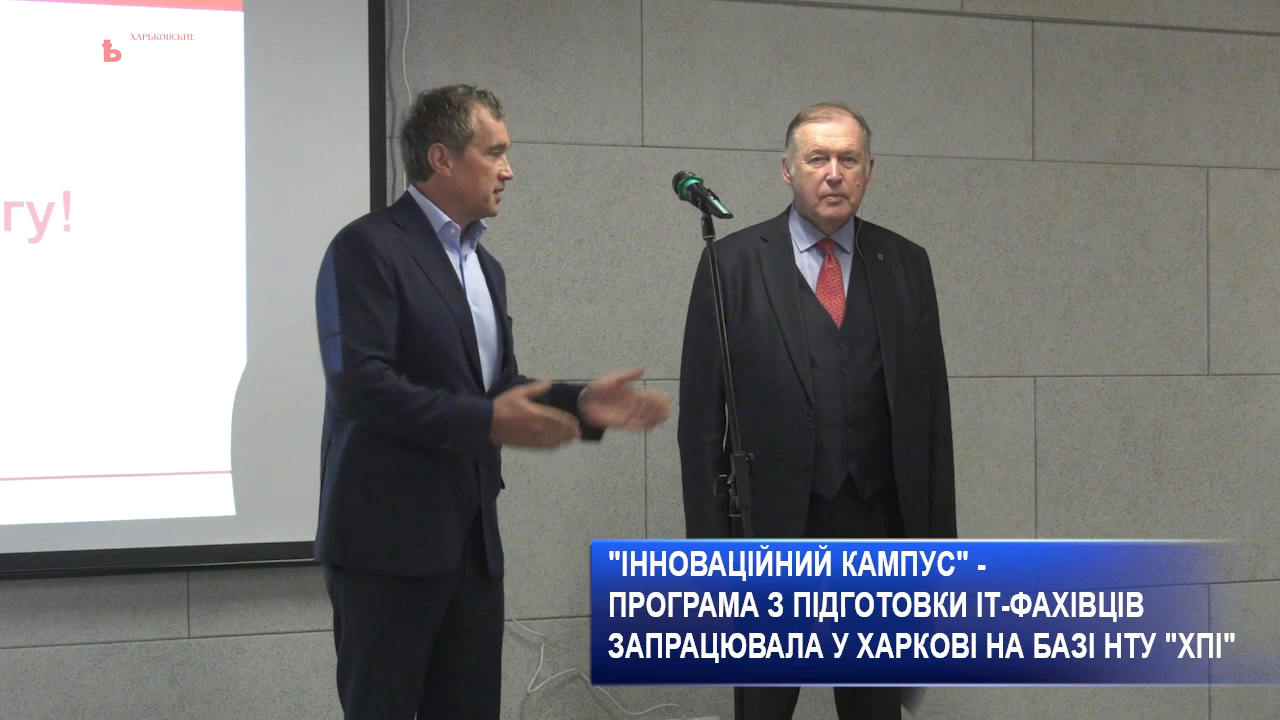 ХАРЬКОВСКИЕ
Ѣ
гу!
"ІННОВАЦІЙНИЙ КАМПУС" -
ПРОГРАМА З ПІДГОТОВКИ ІТ-ФАХІВЦІВ
ЗАПРАЦЮВАЛА У ХАРКОВІ НА БАЗІ НТУ "ХПІ"